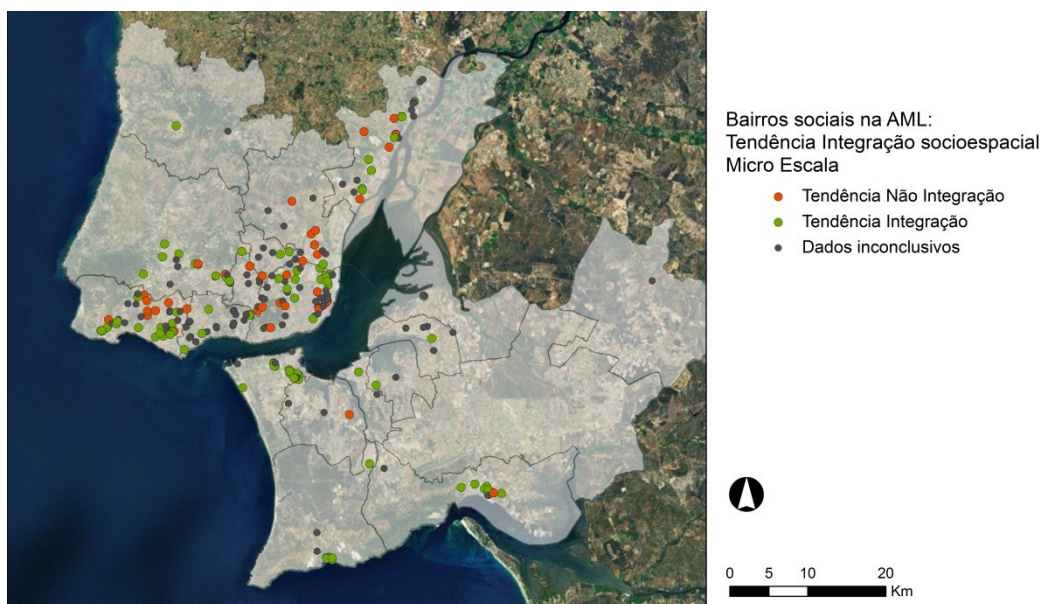 Bairros sociais na AML:
Tendência Integração socioespacial
Micro Escala
Tendência Não Integração
Tendência Integração
Dados inconclusivos
0 5 10 20
Km